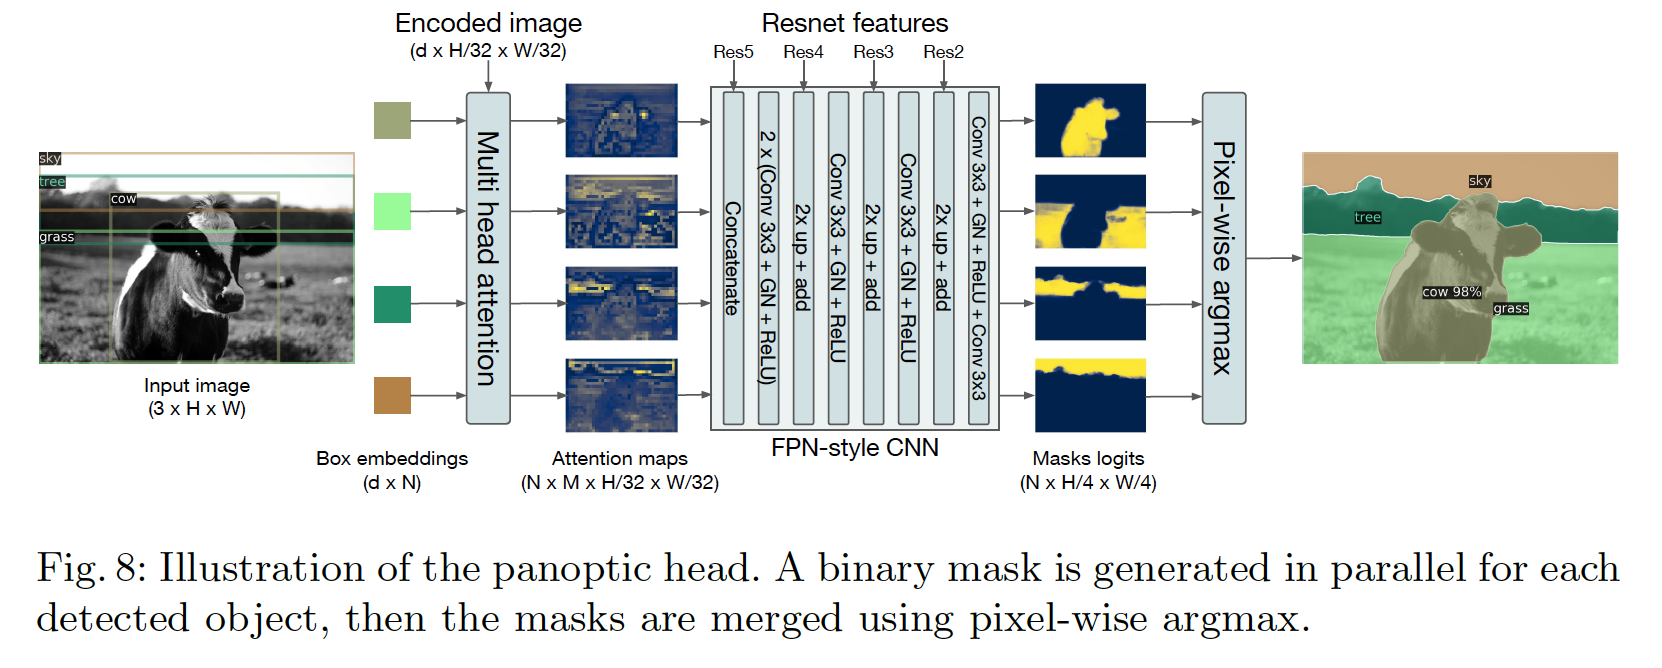 Encoded image
(d x H/32 x W/32)
Resnet features
Res5
Res4
Res3
Res2
sky
tree
cow
grass
Input image
(3 x H x W)
Box embeddings
(d x N)
Multi head attention
Attention maps
(N x M x H/32 x W/32)
Concatenate
2 x (Conv 3x3 + GN + ReLU)
2x up + add
Conv 3x3 + GN + ReLU
2x up + add
Conv 3x3 + GN + ReLU
2x up + add
Conv 3x3 + GN + ReLU + Conv 3x3
FPN-style CNN
Masks logits
(N x H/4 x W/4)
Pixel-wise argmax
sky
tree
cow 98%
grass
Fig. 8: Illustration of the panoptic head. A binary mask is generated in parallel for each
detected object, then the masks are merged using pixel-wise argmax.